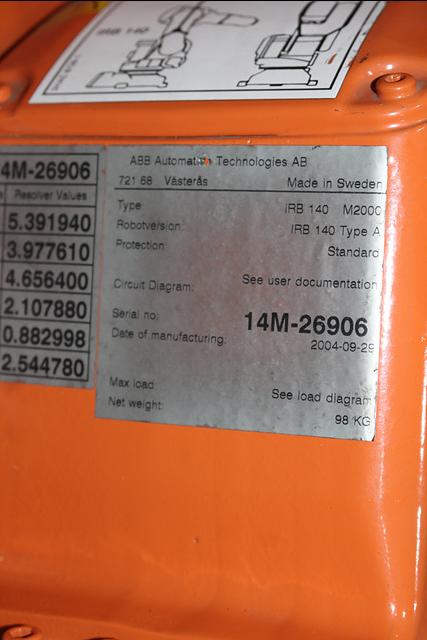 IRB 140
4M-26906
Resolver Values
5.391940
3.977610
4.656400
2.107880
0.882998
2.544780
ABB Automation Technologies AB
721 68 Västerås
Made in Sweden
Type IRB 140 M2000
Robotversion: IRB 140 Type A
Protection: Standard
Circuit Diagram: See user documentation
Serial no: 14M-26906
Date of manufacturing: 2004-09-29
Max load See load diagram
Net weight: 98 KG